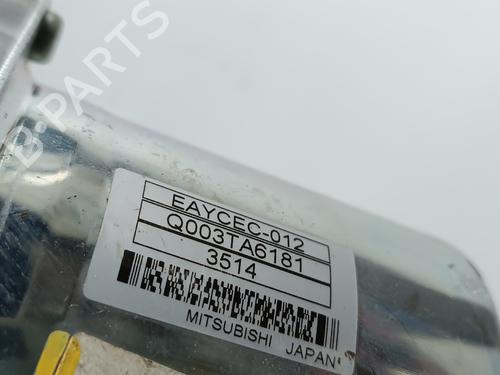 B-PARTS
EAYCEC-012
Q003TA6181
3514
MITSUBISHI JAPAN